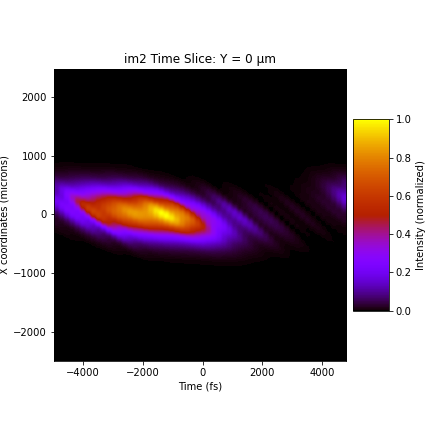 im2 Time Slice: Y = 0 μm
2000
1000
0
−1000
−2000
X coordinates (microns)
−4000 −2000 0 2000 4000
Time (fs)
1.0
0.8
0.6
0.4
0.2
0.0
Intensity (normalized)